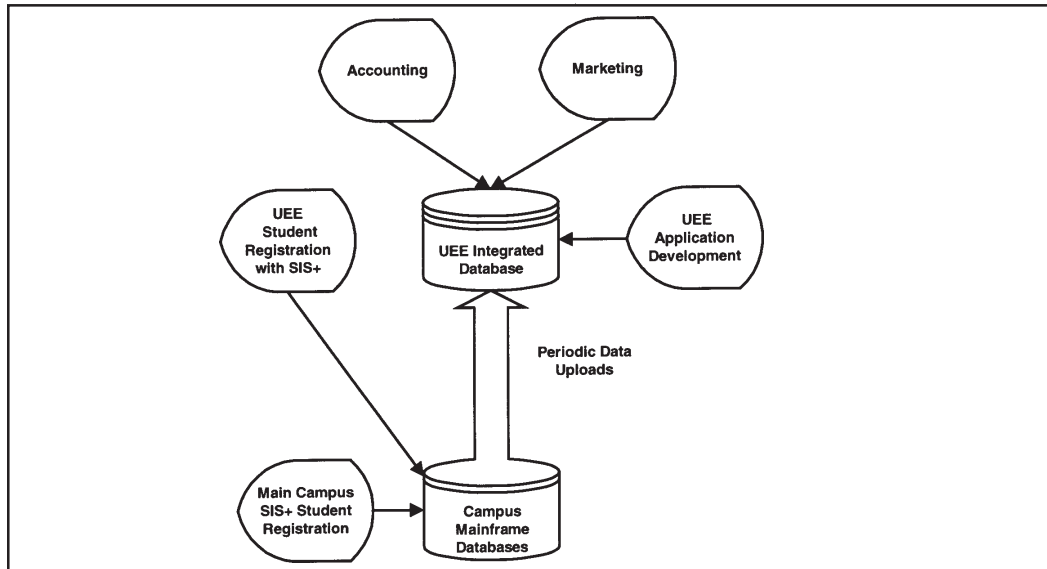 Accounting
Marketing
UEE
Student
Registration
with SIS+
UEE Integrated
Database
UEE
Application
Development
Periodic Data
Uploads
Main Campus
SIS+ Student
Registration
Campus
Mainframe
Databases